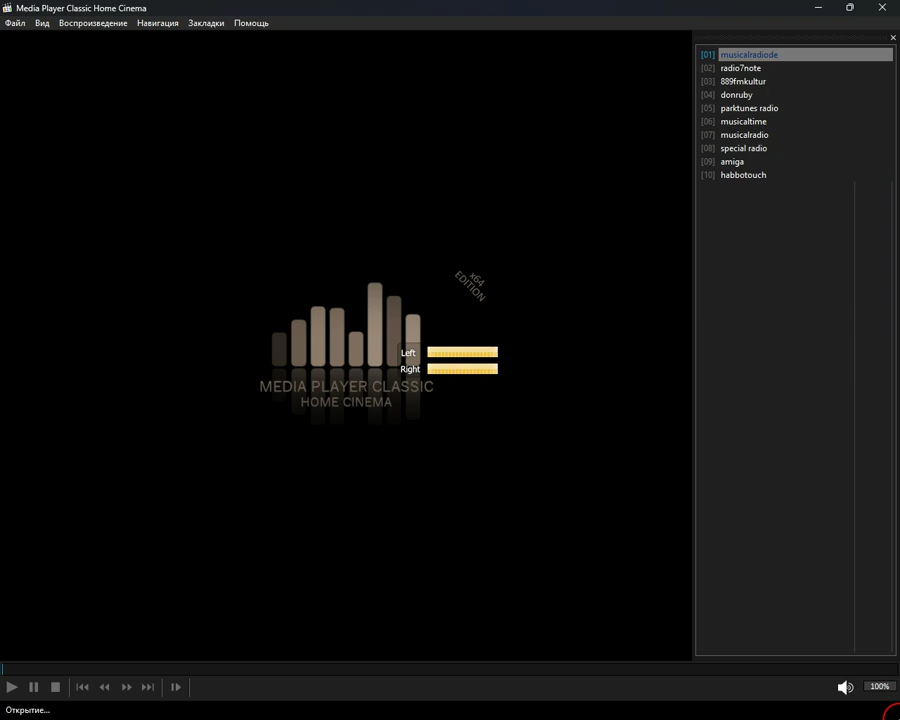 Media Player Classic Home Cinema
Файл Вид Воспроизведение Навигация Закладки Помощь
[01] musicalradiode
[02] radio7note
[03] 889fmkultur
[04] donruby
[05] parktunes radio
[06] musicaltime
[07] musicalradio
[08] special radio
[09] amiga
[10] habbotouch
x64
EDITION
Left
Right
MEDIA PLAYER CLASSIC
HOME CINEMA
100%
Открытие...